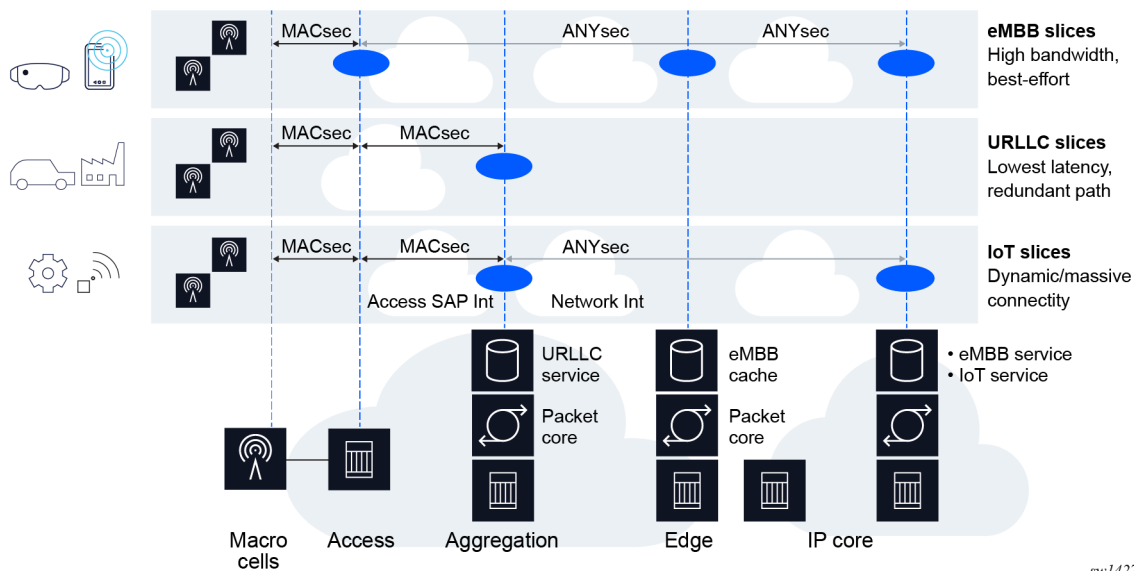 MACsec
ANYsec
ANYsec
eMBB slices
High bandwidth,
best-effort
MACsec
MACsec
URLLC slices
Lowest latency,
redundant path
MACsec
MACsec
ANYsec
IoT slices
Dynamic/massive
connectity
Access SAP Int
Network Int
URLLC
service
eMBB
cache
• eMBB service
• IoT service
Packet
core
Packet
core
Macro
cells
Access
Aggregation
Edge
IP core